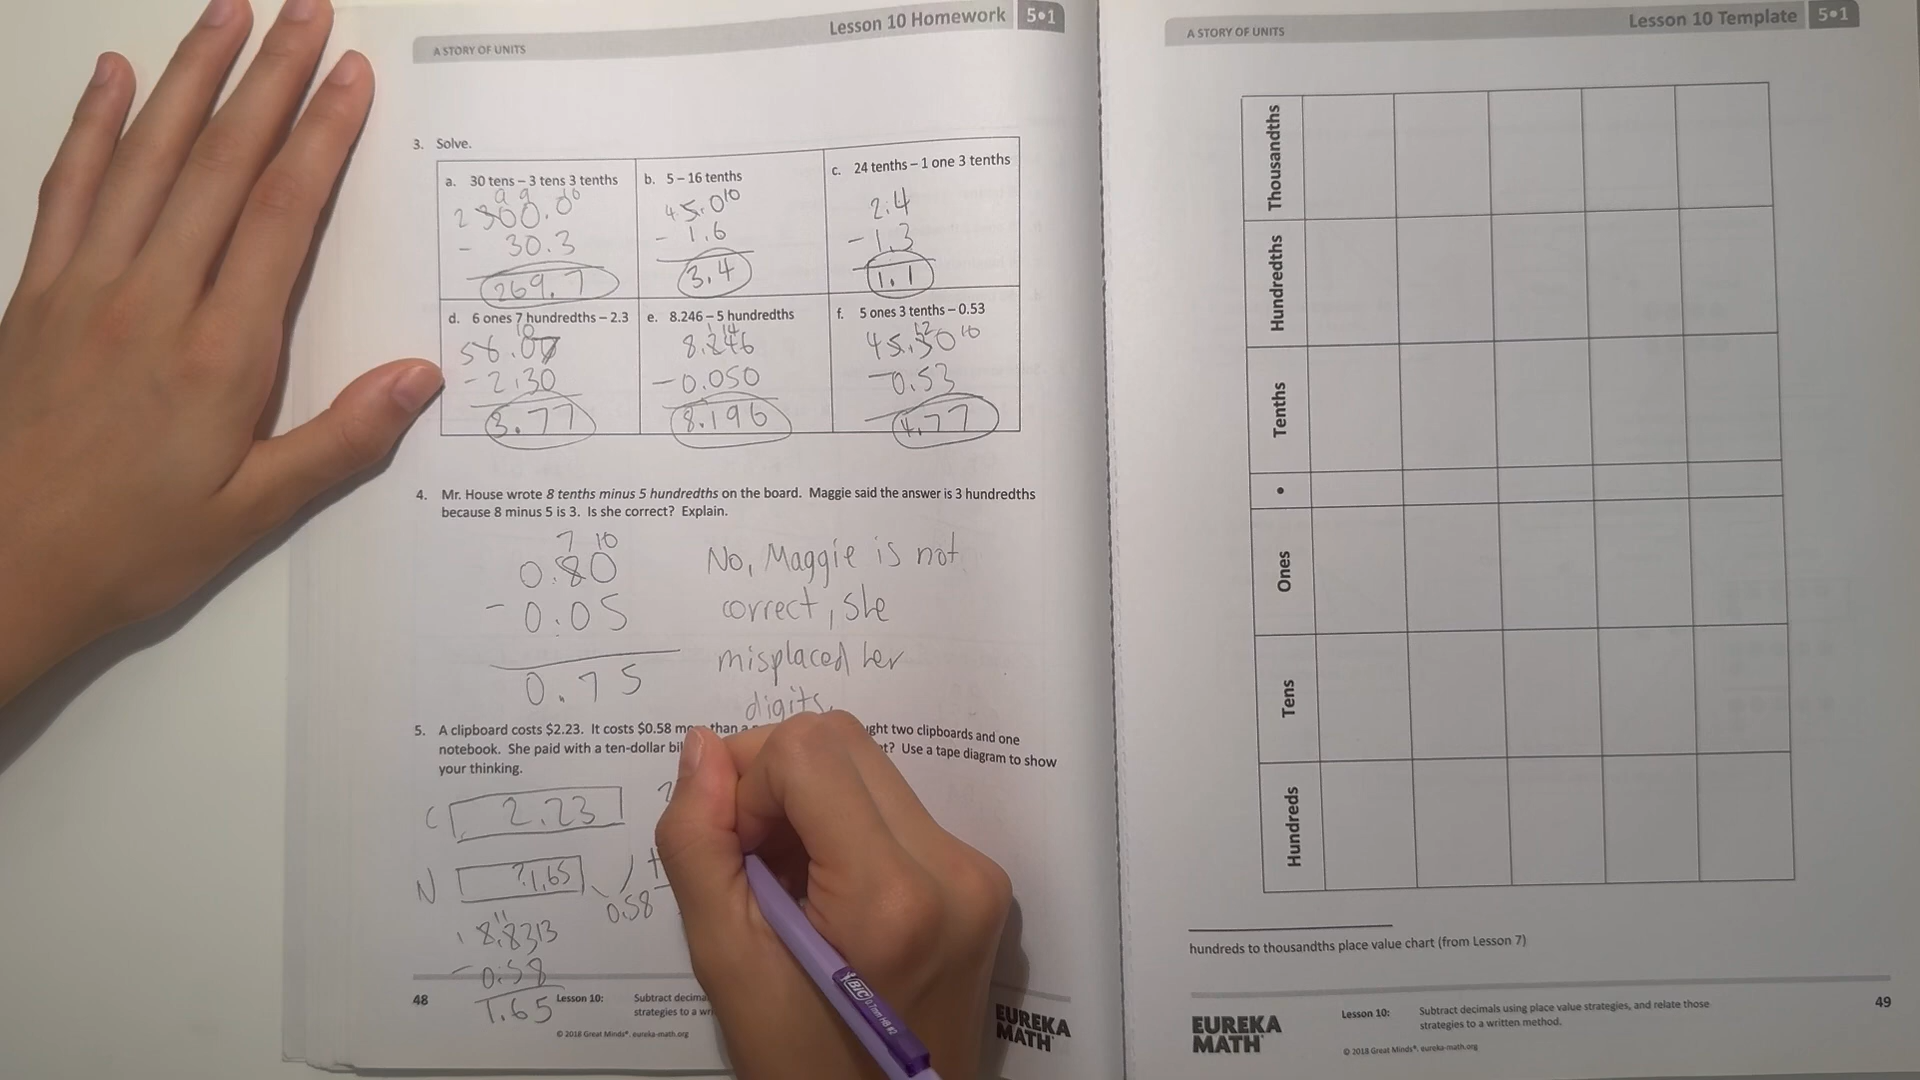 Lesson 10 Homework 5•1
A STORY OF UNITS
3. Solve.
a. 30 tens – 3 tens 3 tenths
- 30.3
269.7
b. 5 – 16 tenths
- 1.6
3.4
c. 24 tenths – 1 one 3 tenths
2.4
- 1.3
1.1
d. 6 ones 7 hundredths – 2.3
- 2.30
3.77
e. 8.246 – 5 hundredths
1 14
8.246
- 0.050
8.196
f. 5 ones 3 tenths – 0.53
- 0.53
4.77
4. Mr. House wrote 8 tenths minus 5 hundredths on the board. Maggie said the answer is 3 hundredths
because 8 minus 5 is 3. Is she correct? Explain.
7 10
0.80
- 0.05
0.75
No, Maggie is not
correct, she
misplaced her
digits.
5. A clipboard costs $2.23. It costs $0.58 more than a ght two clipboards and one
notebook. She paid with a ten-dollar bil t? Use a tape diagram to show
your thinking.
C 2.23
N ? 1.65
0.58
- 0.58
1.65
48 Lesson 10: Subtract decima
strategies to a wr
© 2018 Great Minds®. eureka-math.org
EUREKA
MATH
A STORY OF UNITS
Lesson 10 Template 5•1
Thousandths
Hundredths
Tenths
•
Ones
Tens
Hundreds
hundreds to thousandths place value chart (from Lesson 7)
EUREKA
MATH
Lesson 10: Subtract decimals using place value strategies, and relate those
strategies to a written method.
© 2018 Great Minds®. eureka-math.org
49
BIC 0.7mm HB #2